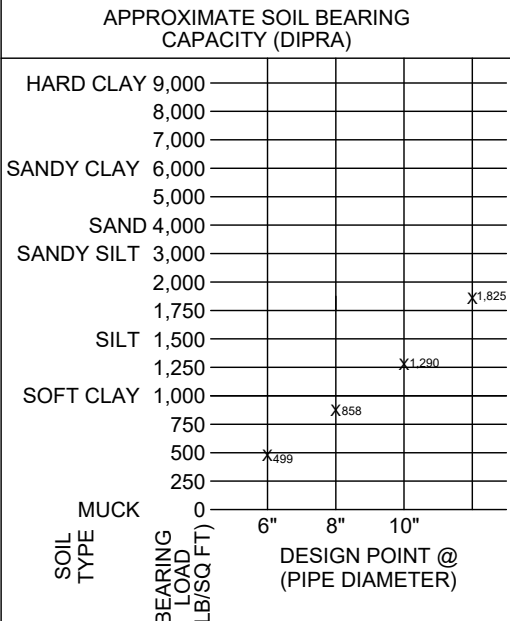 APPROXIMATE SOIL BEARING
CAPACITY (DIPRA)
HARD CLAY 9,000
8,000
7,000
SANDY CLAY 6,000
5,000
SAND 4,000
SANDY SILT 3,000
2,000
X1,825
1,750
SILT 1,500
1,250
X1,290
SOFT CLAY 1,000
X858
750
500
X499
250
MUCK 0
6" 8" 10"
SOIL
TYPE
BEARING
LOAD
LB/SQ FT)
DESIGN POINT @
(PIPE DIAMETER)